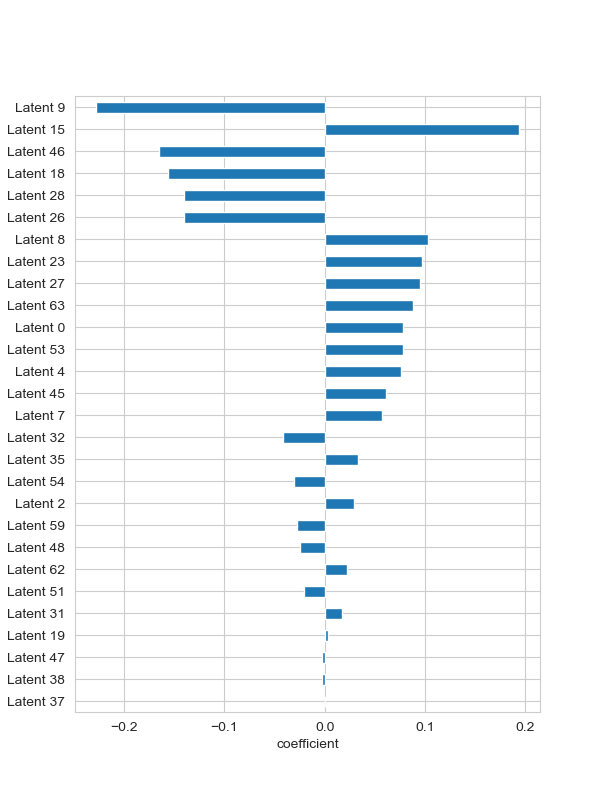 Latent 9
Latent 15
Latent 46
Latent 18
Latent 28
Latent 26
Latent 8
Latent 23
Latent 27
Latent 63
Latent 0
Latent 53
Latent 4
Latent 45
Latent 7
Latent 32
Latent 35
Latent 54
Latent 2
Latent 59
Latent 48
Latent 62
Latent 51
Latent 31
Latent 19
Latent 47
Latent 38
Latent 37
−0.2 −0.1 0.0 0.1 0.2
coefficient